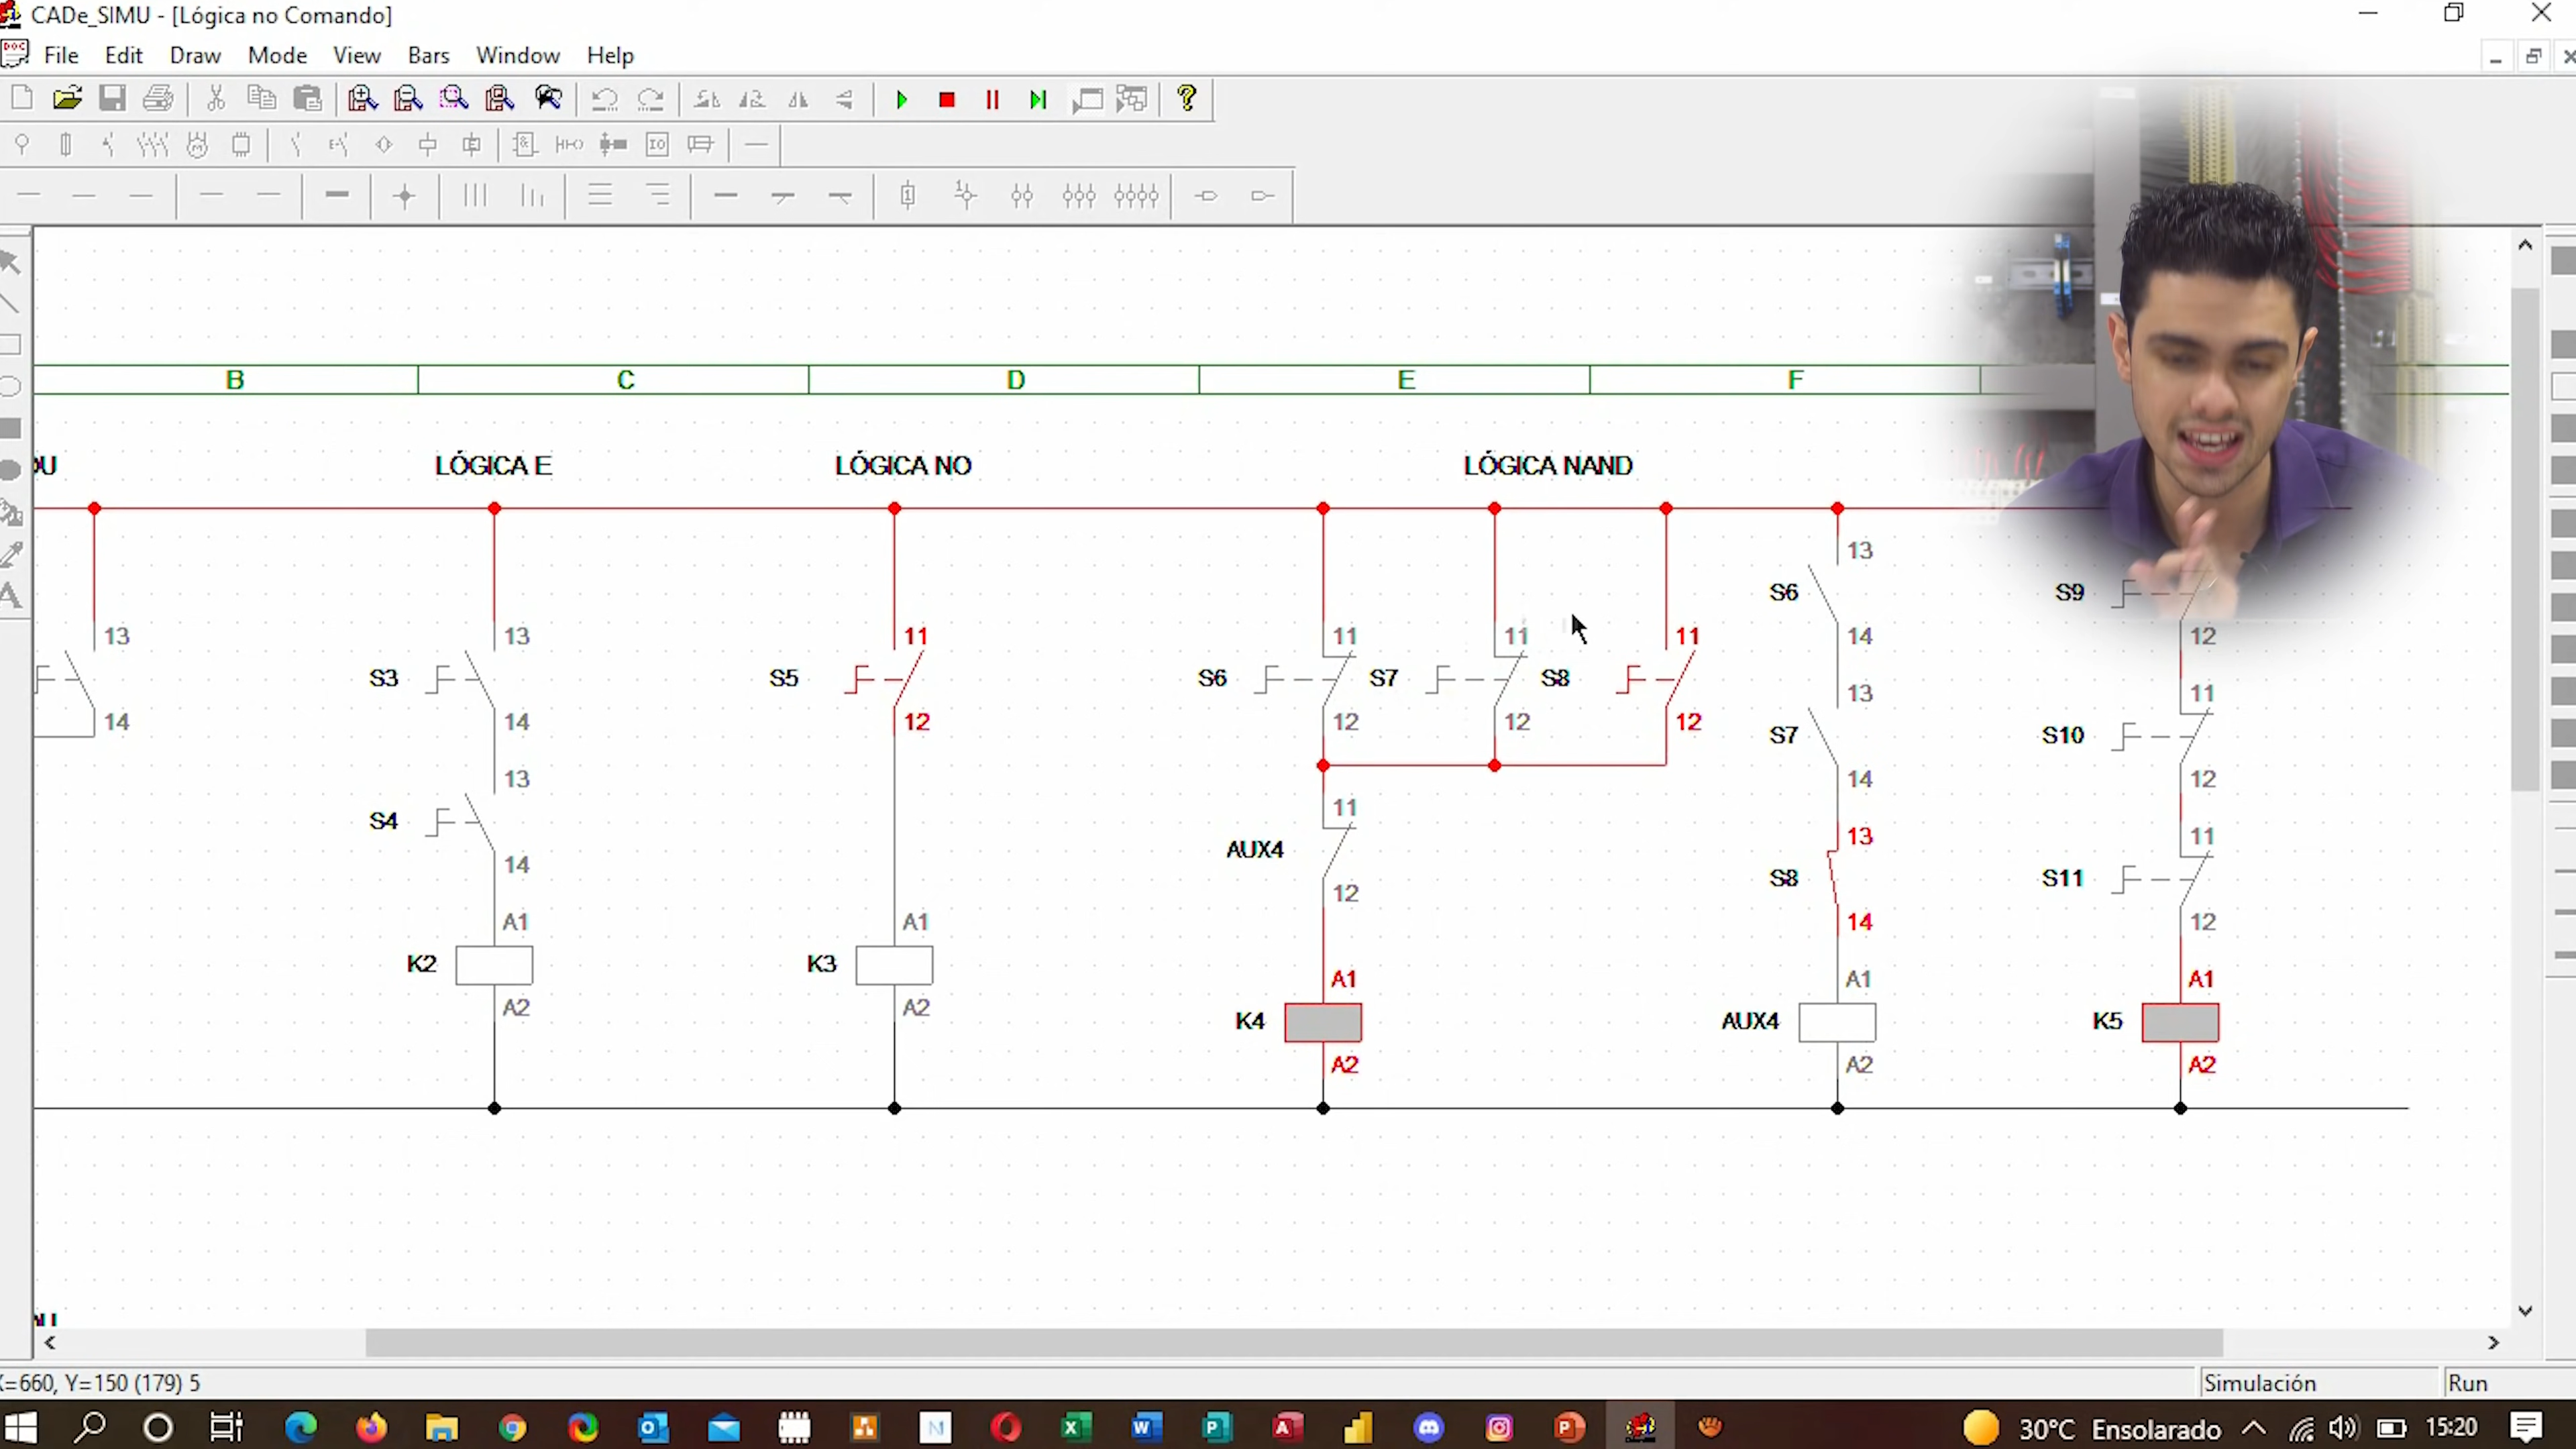 CADe_SIMU - [Lógica no Comando]
File Edit Draw Mode View Bars Window Help
B C D E F
OU LÓGICA E LÓGICA NO LÓGICA NAND
13
S6
S9
13 13 11 11 11 11 14 12
S3 S5 S6 S7 S8
13 11
14 14 12 12 12 12
S7 S10
13 11 14 12
S4 AUX4
13 11
14 12
S8 S11
A1 A1 14 12
K2 K3
A1 A1 A1
A2 A2
K4 AUX4 K5
A2 A2 A2
X=660, Y=150 (179) 5 Simulación Run
30°C Ensolarado 15:20